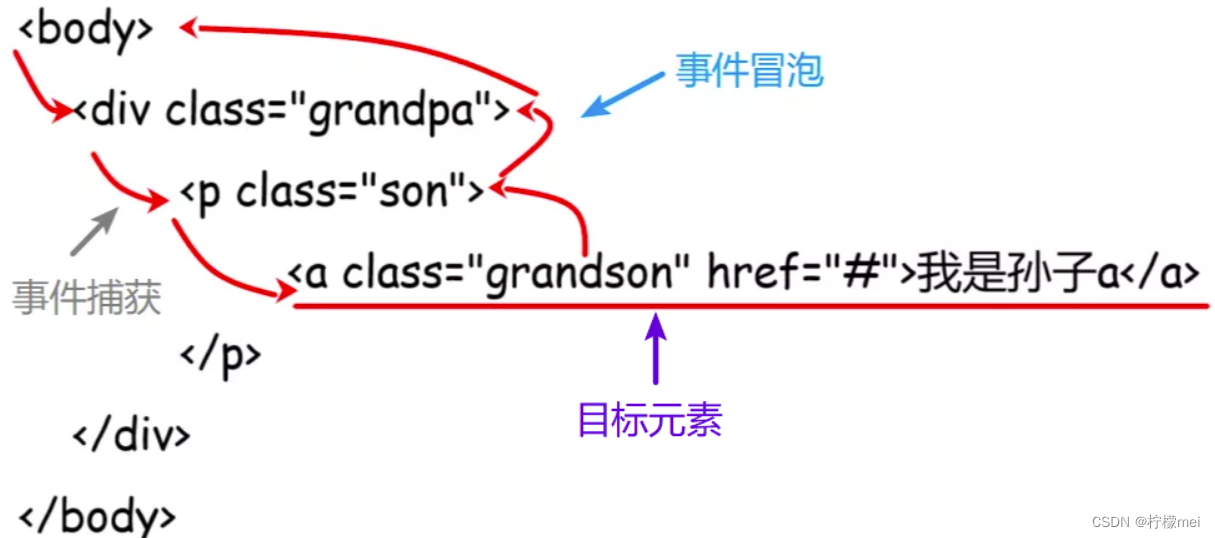 <body>
事件冒泡
<div class="grandpa">
<p class="son">
<a class="grandson" href="#">我是孙子a</a>
事件捕获
</p>
目标元素
</div>
</body>
CSDN @柠檬mei